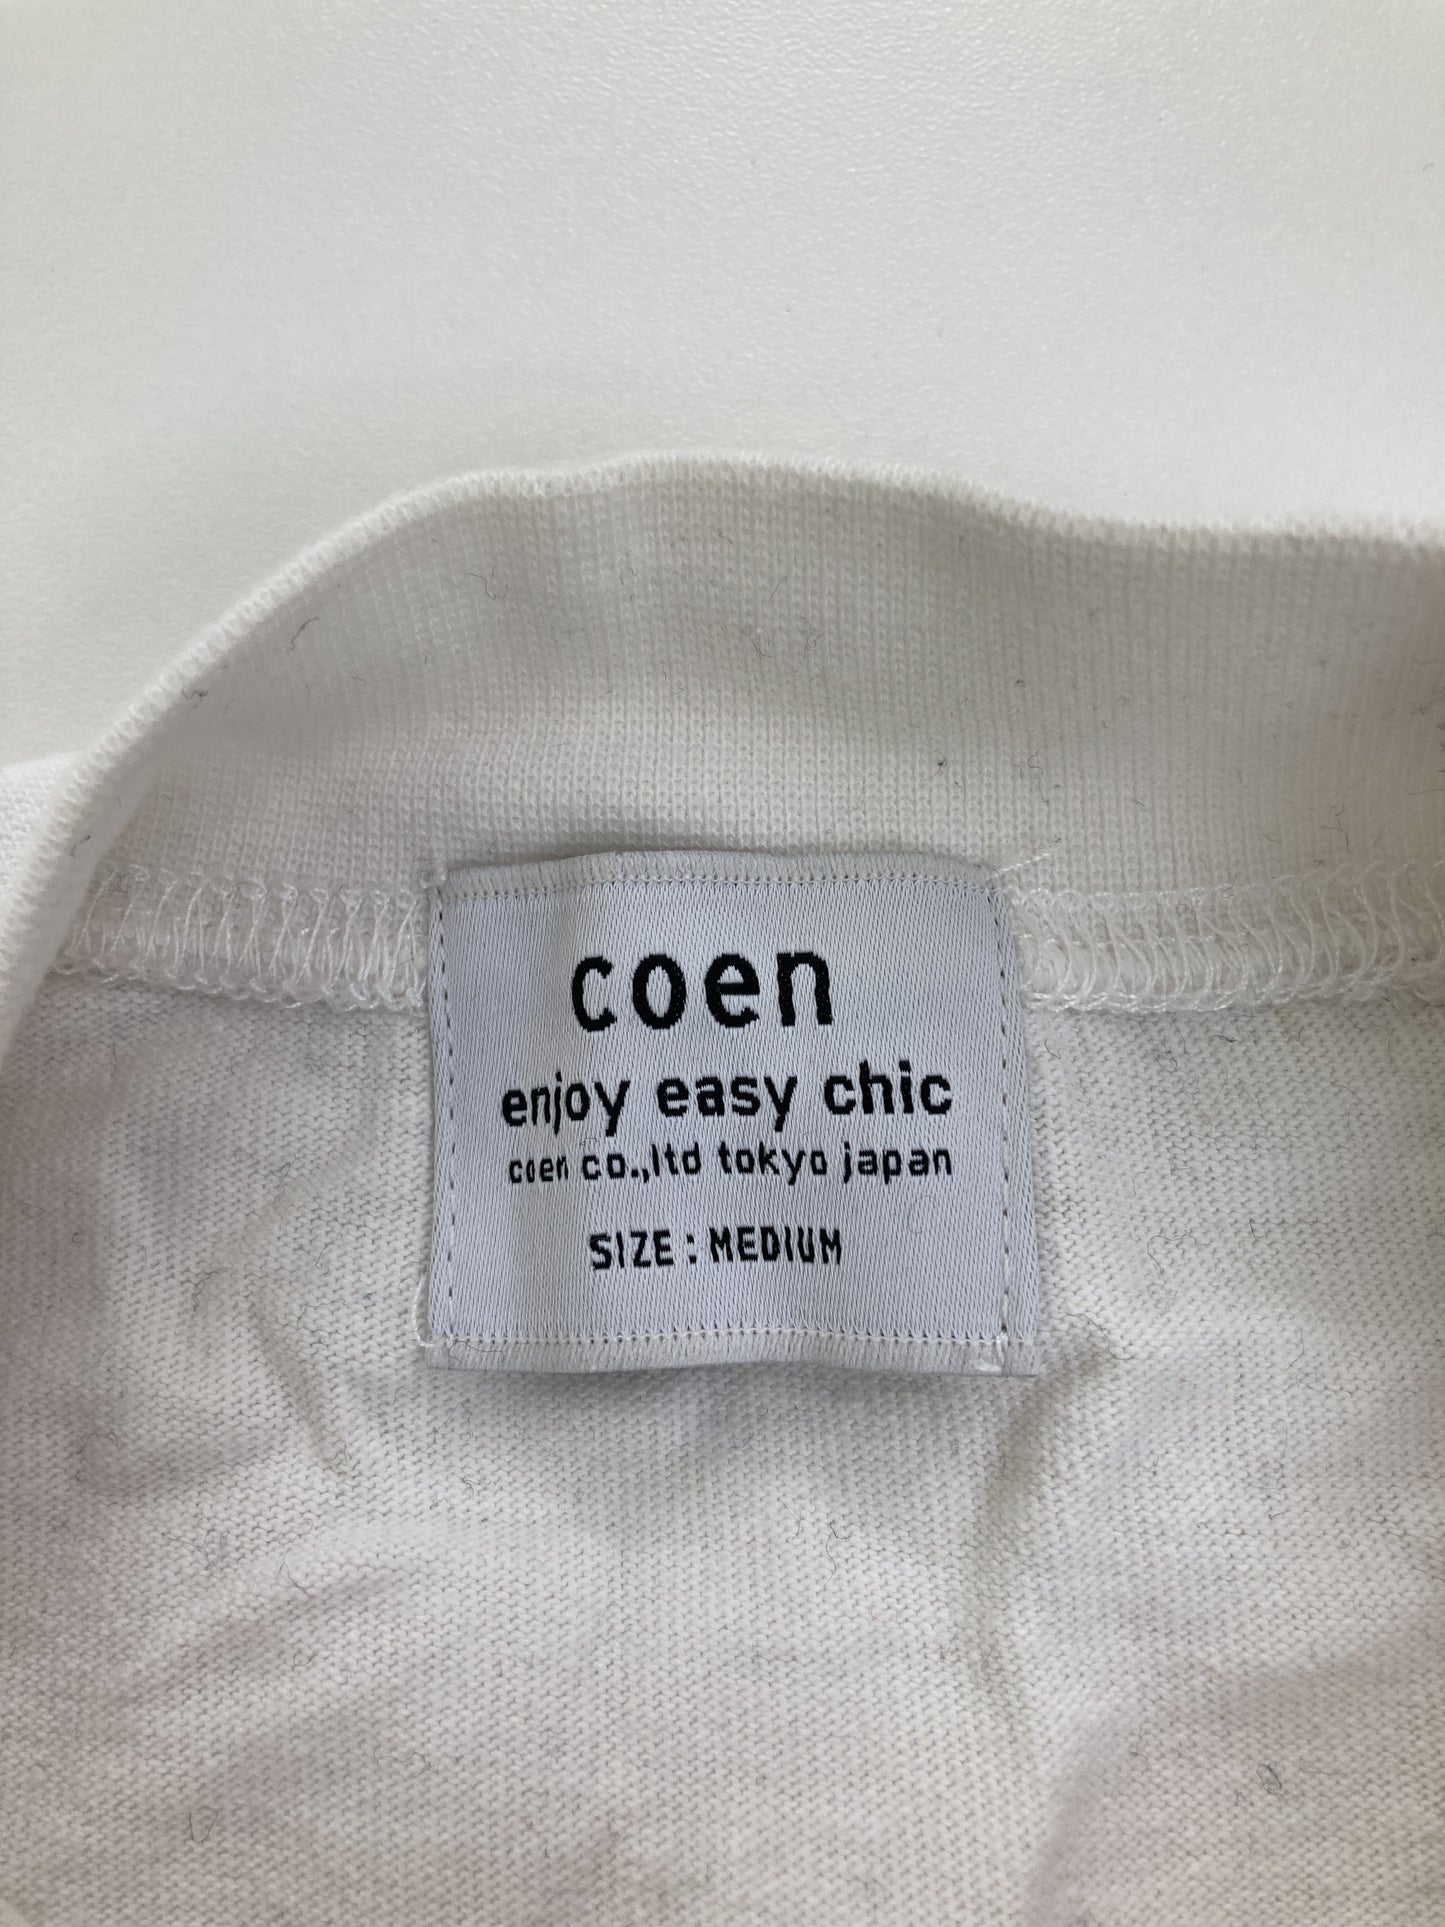 coen
enjoy easy chic
coen co.,ltd tokyo japan
SIZE : MEDIUM